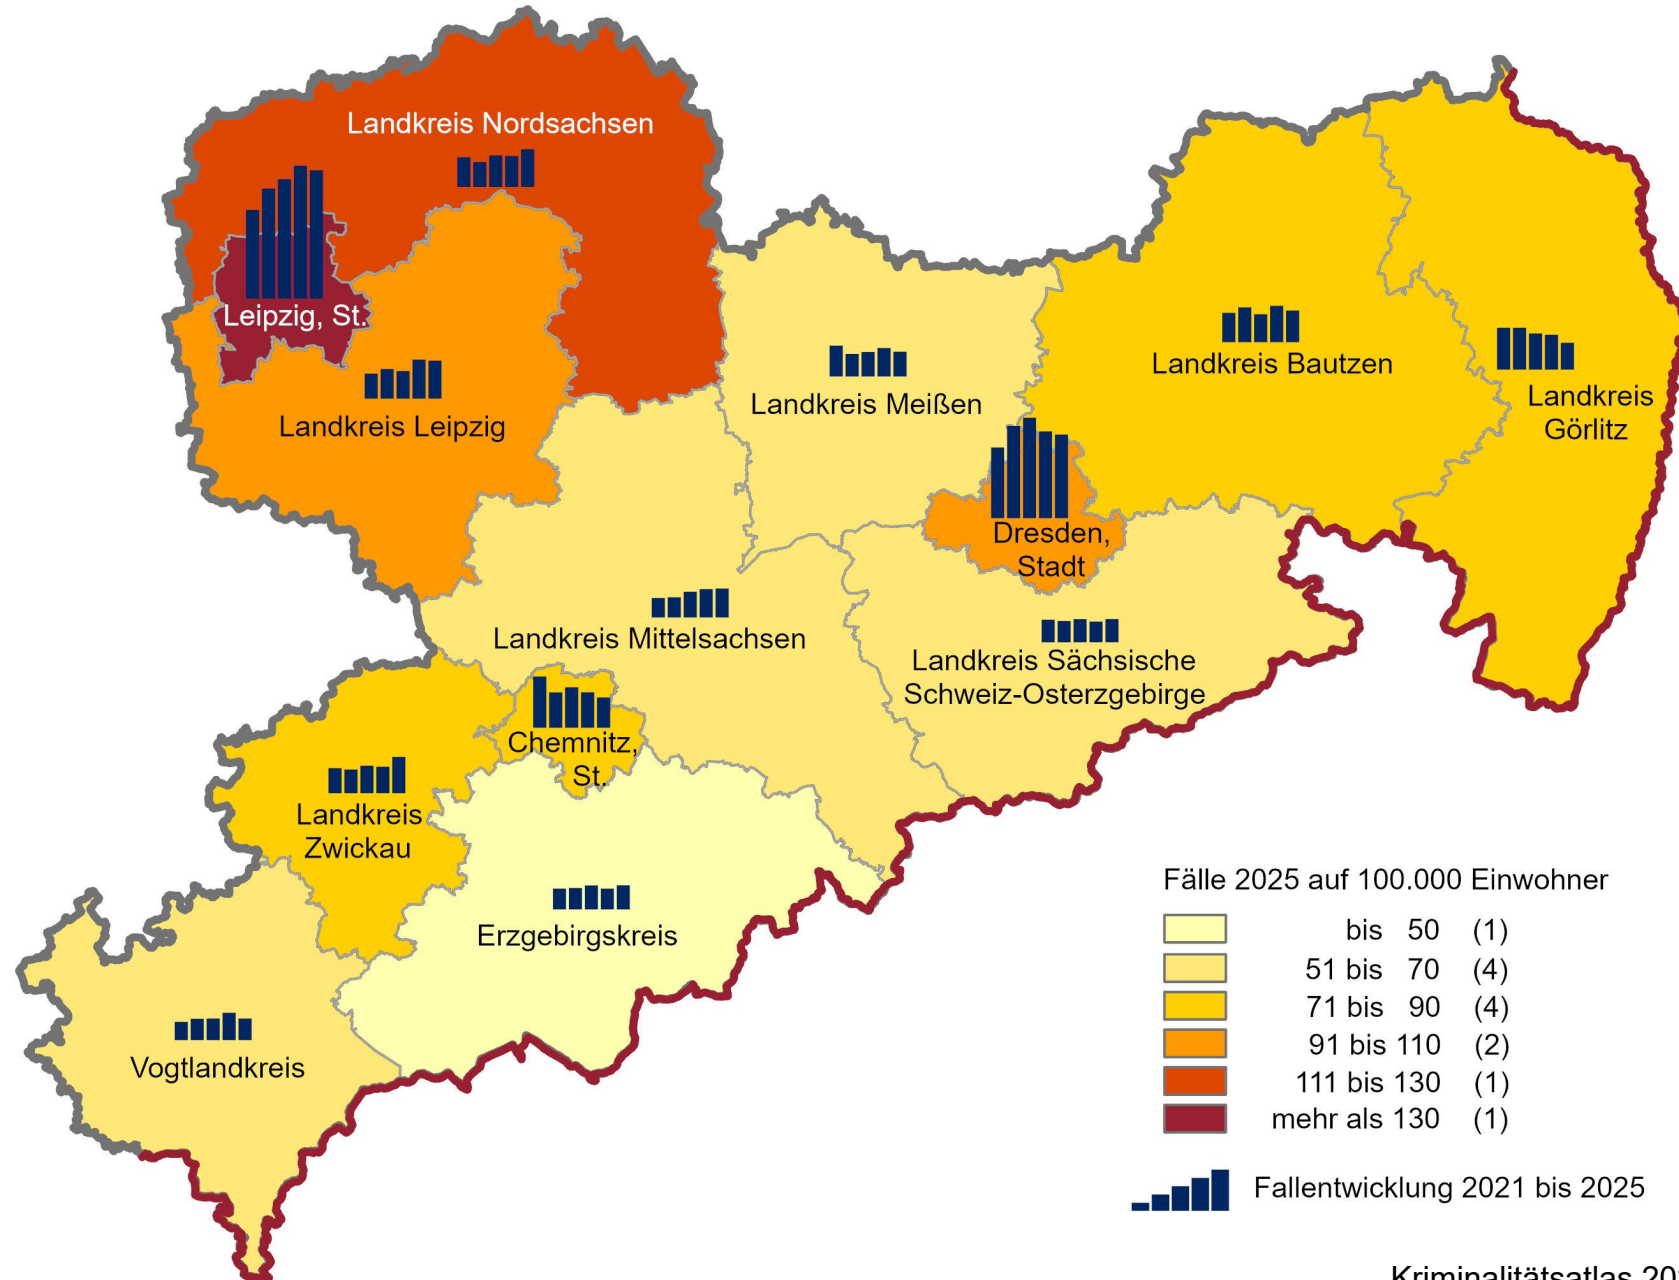 Landkreis Nordsachsen
Leipzig, St.
Landkreis Leipzig
Landkreis Meißen
Landkreis Bautzen
Landkreis
Görlitz
Dresden,
Stadt
Landkreis Mittelsachsen
Landkreis Sächsische
Schweiz-Osterzgebirge
Chemnitz,
St.
Landkreis
Zwickau
Erzgebirgskreis
Vogtlandkreis
Fälle 2025 auf 100.000 Einwohner
bis 50 (1)
51 bis 70 (4)
71 bis 90 (4)
91 bis 110 (2)
111 bis 130 (1)
mehr als 130 (1)
Fallentwicklung 2021 bis 2025
Kriminalitätsatlas